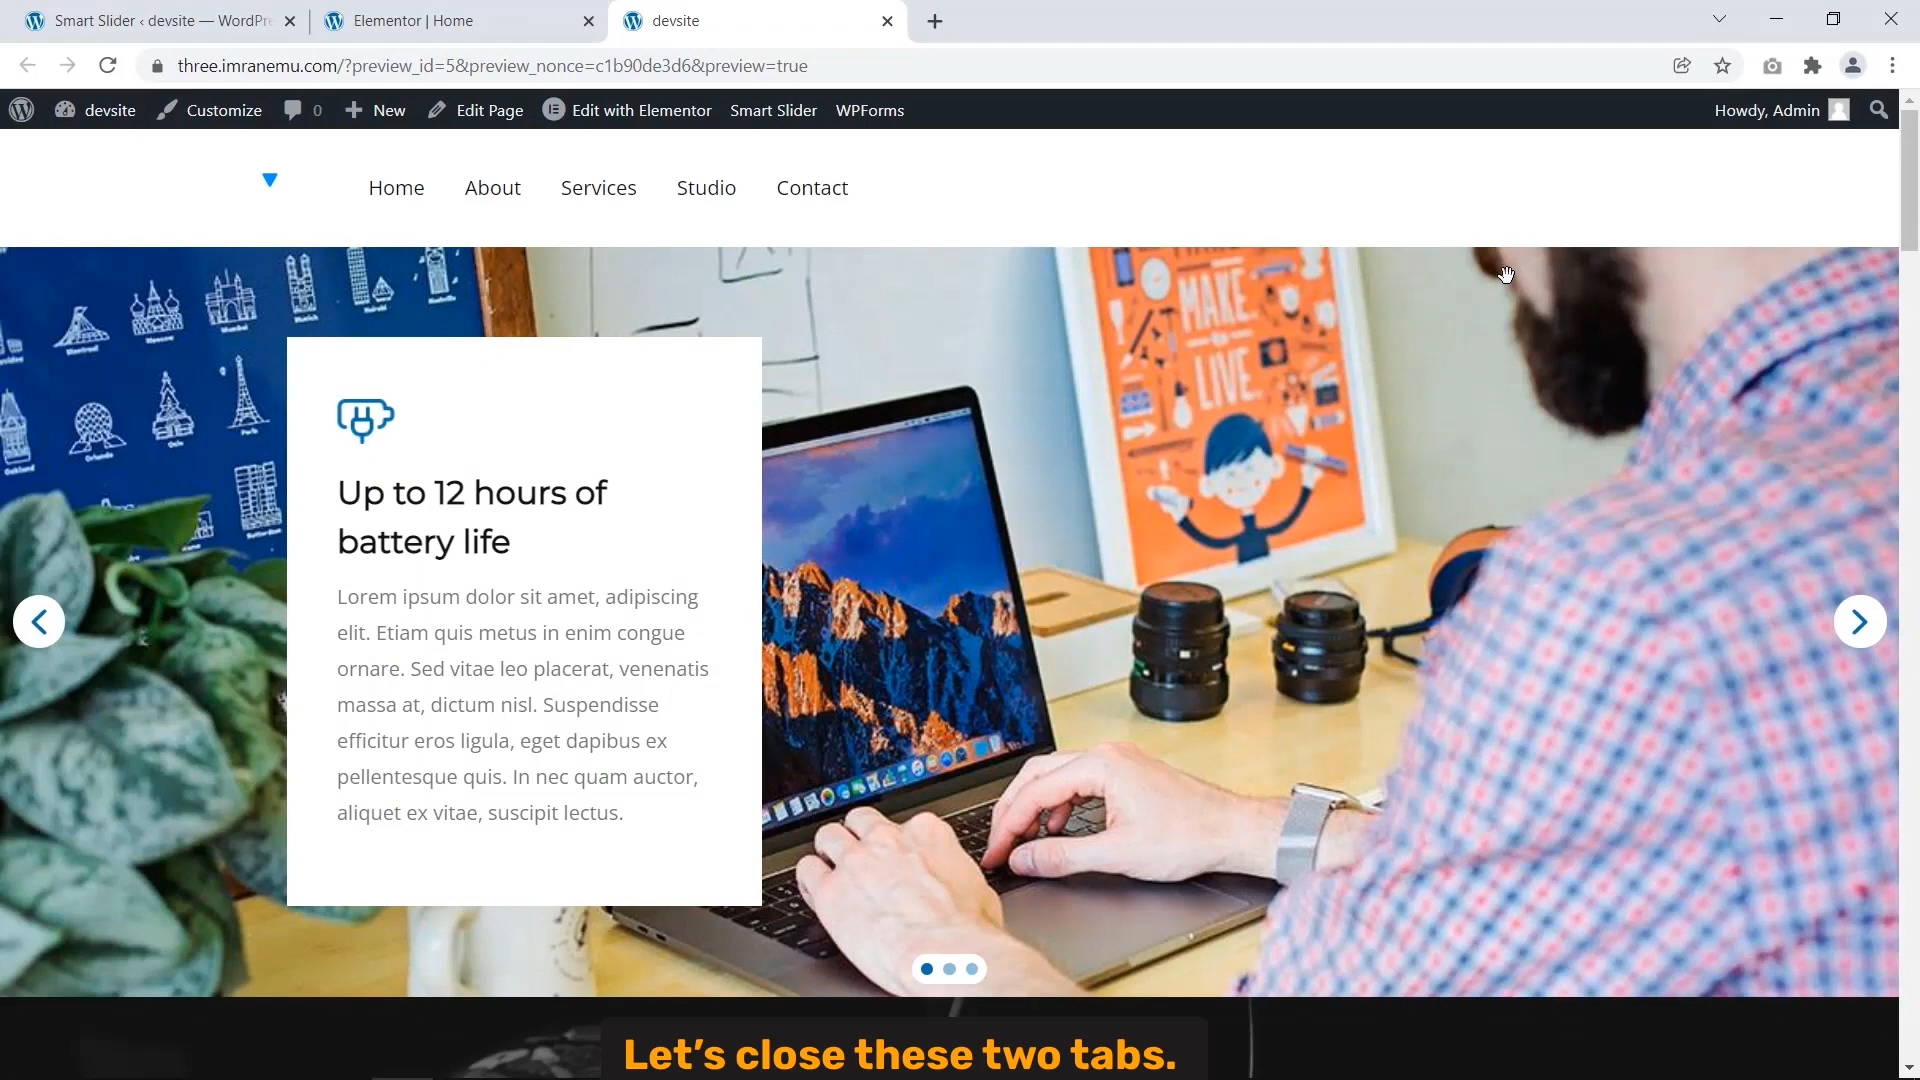 Smart Slider ‹ devsite — WordPre
Elementor | Home
devsite
three.imranemu.com/?preview_id=5&preview_nonce=c1b90de3d6&preview=true
devsite
Customize
0
New
Edit Page
Edit with Elementor
Smart Slider
WPForms
Howdy, Admin
Home
About
Services
Studio
Contact
MAKE.
LIVE.
Up to 12 hours of
battery life
Lorem ipsum dolor sit amet, adipiscing
elit. Etiam quis metus in enim congue
ornare. Sed vitae leo placerat, venenatis
massa at, dictum nisl. Suspendisse
efficitur eros ligula, eget dapibus ex
pellentesque quis. In nec quam auctor,
aliquet ex vitae, suscipit lectus.
Let’s close these two tabs.